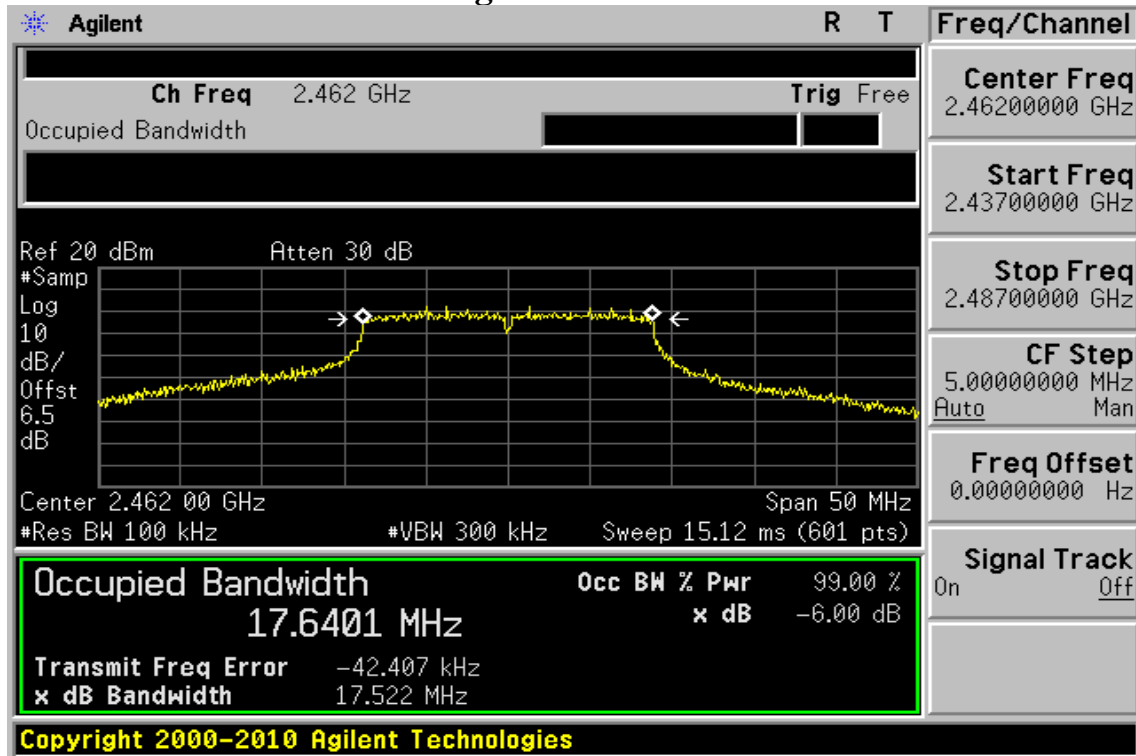 Agilent R T Freq/Channel
Ch Freq 2.462 GHz Trig Free
Occupied Bandwidth
Center Freq
2.46200000 GHz
Start Freq
2.43700000 GHz
Stop Freq
2.48700000 GHz
CF Step
5.00000000 MHz
Auto Man
Freq Offset
0.00000000 Hz
Signal Track
On Off
Ref 20 dBm Atten 30 dB
#Samp
Log
10
dB/
Offst
6.5
dB
Center 2.462 00 GHz Span 50 MHz
#Res BW 100 kHz #VBW 300 kHz Sweep 15.12 ms (601 pts)
Occupied Bandwidth Occ BW % Pwr 99.00 %
17.6401 MHz x dB -6.00 dB
Transmit Freq Error -42.407 kHz
x dB Bandwidth 17.522 MHz
Copyright 2000-2010 Agilent Technologies